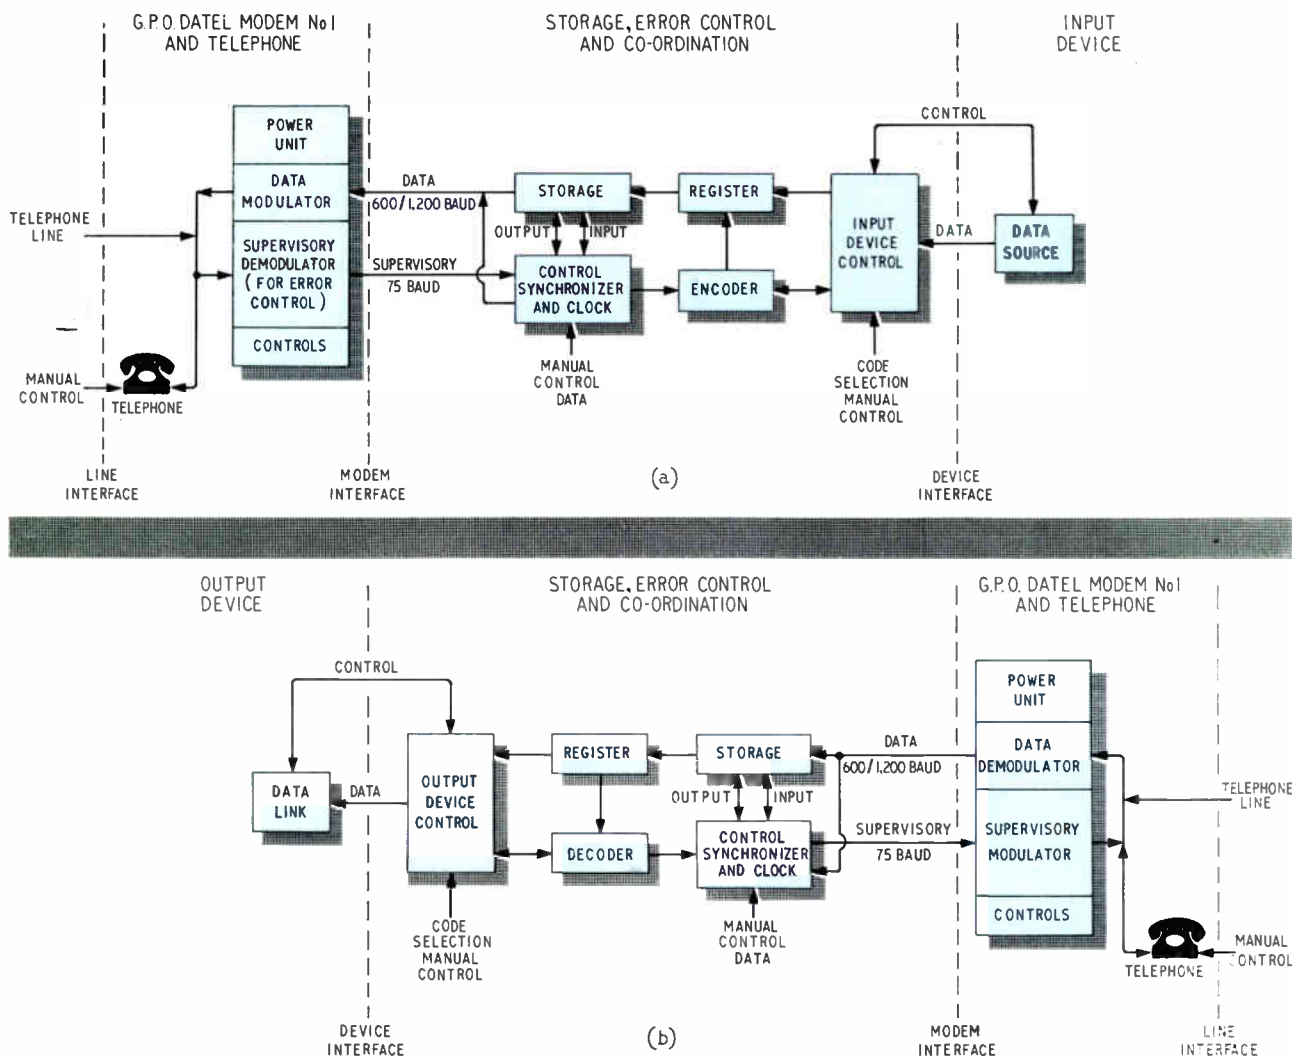 G.P.O. DATEL MODEM No1
AND TELEPHONE
STORAGE, ERROR CONTROL
AND CO-ORDINATION
INPUT
DEVICE
POWER
UNIT
DATA
MODULATOR
SUPERVISORY
DEMODULATOR
( FOR ERROR
CONTROL )
CONTROLS
TELEPHONE
LINE
MANUAL
CONTROL
TELEPHONE
DATA
600/1,200 BAUD
SUPERVISORY
75 BAUD
STORAGE
OUTPUT
INPUT
CONTROL
SYNCHRONIZER
AND CLOCK
MANUAL
CONTROL
DATA
REGISTER
ENCODER
INPUT
DEVICE
CONTROL
CODE
SELECTION
MANUAL
CONTROL
CONTROL
DATA
DATA
SOURCE
LINE
INTERFACE
MODEM
INTERFACE
(a)
DEVICE
INTERFACE
OUTPUT
DEVICE
STORAGE, ERROR CONTROL
AND CO-ORDINATION
G.P.O. DATEL MODEM No1
AND TELEPHONE
CONTROL
DATA
LINK
DATA
OUTPUT
DEVICE
CONTROL
CODE
SELECTION
MANUAL
CONTROL
REGISTER
DECODER
STORAGE
OUTPUT
INPUT
CONTROL
SYNCHRONIZER
AND CLOCK
MANUAL
CONTROL
DATA
DATA
600/1,200 BAUD
SUPERVISORY
75 BAUD
POWER
UNIT
DATA
DEMODULATOR
SUPERVISORY
MODULATOR
CONTROLS
TELEPHONE
LINE
TELEPHONE
MANUAL
CONTROL
DEVICE
INTERFACE
(b)
MODEM
INTERFACE
LINE
INTERFACE